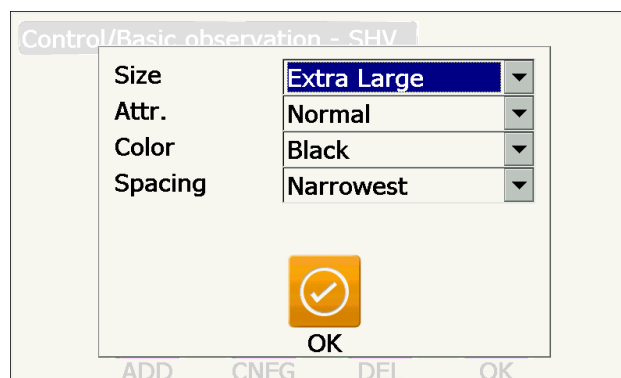 Control/Basic observation - SHV
Size Extra Large
Attr. Normal
Color Black
Spacing Narrowest
OK
ADD CNFG DEL OK